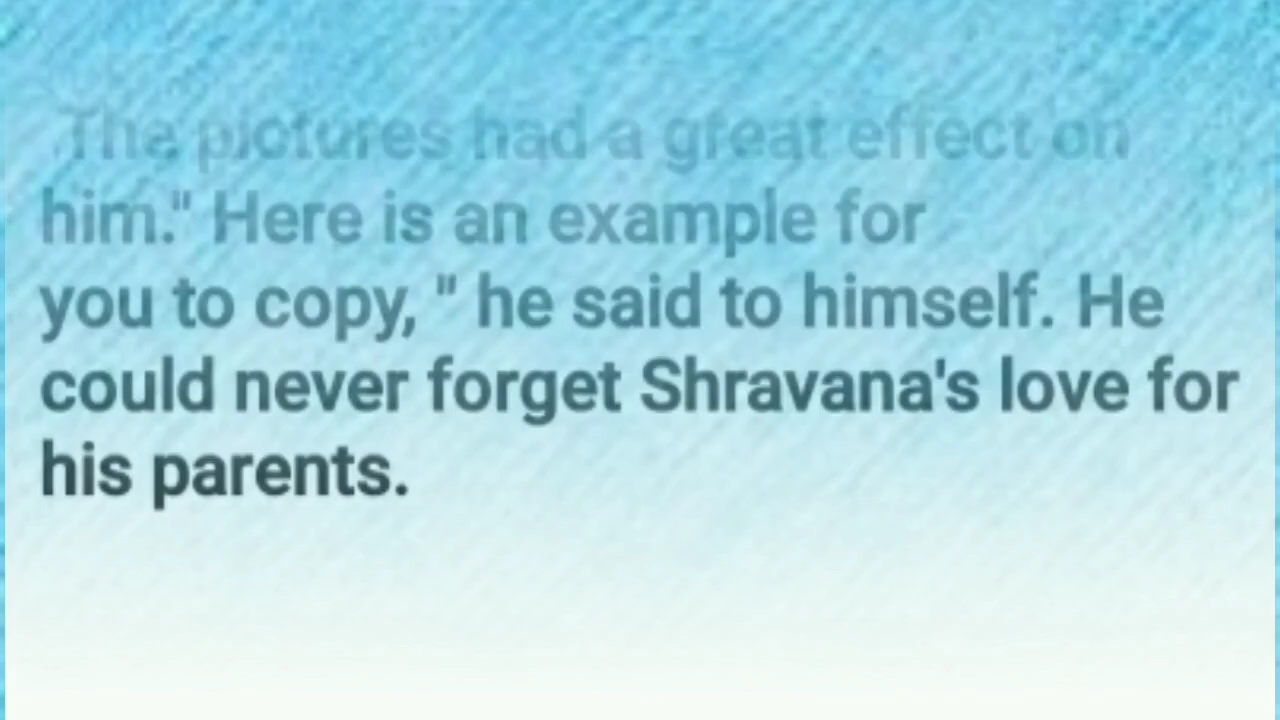 The pictures had a great effect on
him." Here is an example for
you to copy, " he said to himself. He
could never forget Shravana's love for
his parents.